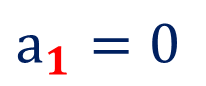 a₁ = 0